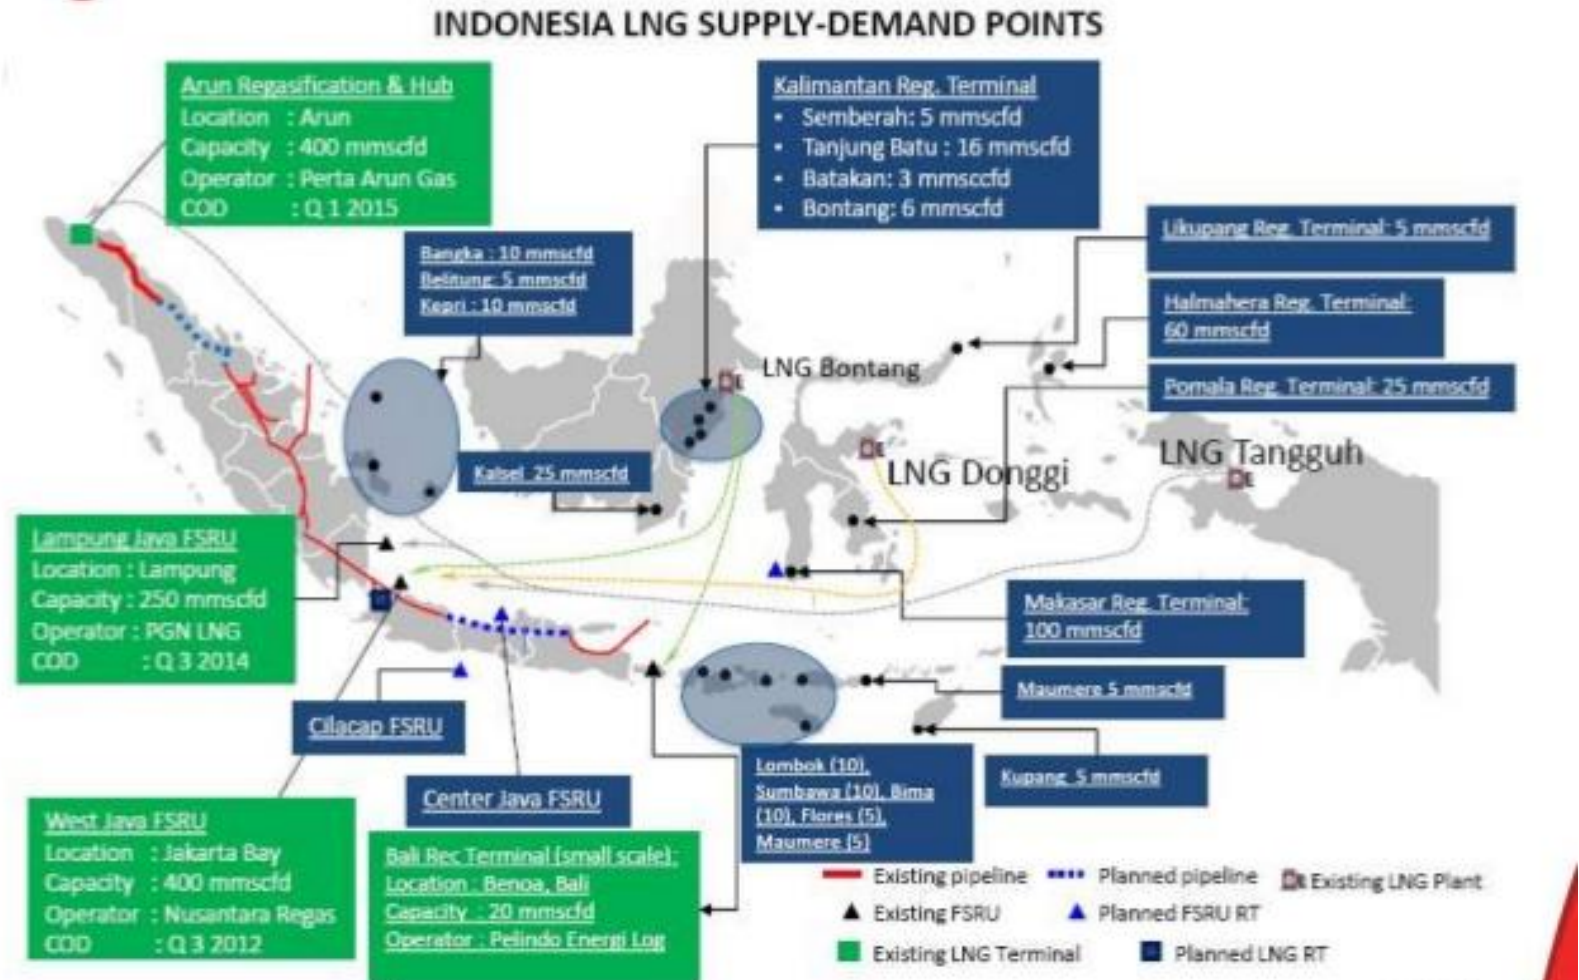 INDONESIA LNG SUPPLY-DEMAND POINTS
Arun Regasification & Hub
Location : Arun
Capacity : 400 mmscfd
Operator : Perta Arun Gas
COD : Q 1 2015
Kalimantan Reg. Terminal
• Semberah: 5 mmscfd
• Tanjung Batu : 16 mmscfd
• Batakan: 3 mmsccfd
• Bontang: 6 mmscfd
Bangka : 10 mmscfd
Belitung: 5 mmscfd
Kepri : 10 mmscfd
Likupang Reg. Terminal: 5 mmscfd
Halmahera Reg. Terminal:
60 mmscfd
Pomala Reg. Terminal: 25 mmscfd
LNG Bontang
LNG Donggi
LNG Tangguh
Kalsel 25 mmscfd
Lampung Java FSRU
Location : Lampung
Capacity : 250 mmscfd
Operator : PGN LNG
COD : Q 3 2014
Makasar Reg. Terminal:
100 mmscfd
Maumere 5 mmscfd
Kupang 5 mmscfd
Cilacap FSRU
Center Java FSRU
Lombok (10),
Sumbawa (10), Bima
(10), Flores (5),
Maumere (5)
West Java FSRU
Location : Jakarta Bay
Capacity : 400 mmscfd
Operator : Nusantara Regas
COD : Q 3 2012
Bali Rec Terminal (small scale):
Location : Benoa, Bali
Capacity : 20 mmscfd
Operator : Pelindo Energi Log
Existing pipeline
Planned pipeline
Existing LNG Plant
Existing FSRU
Planned FSRU RT
Existing LNG Terminal
Planned LNG RT